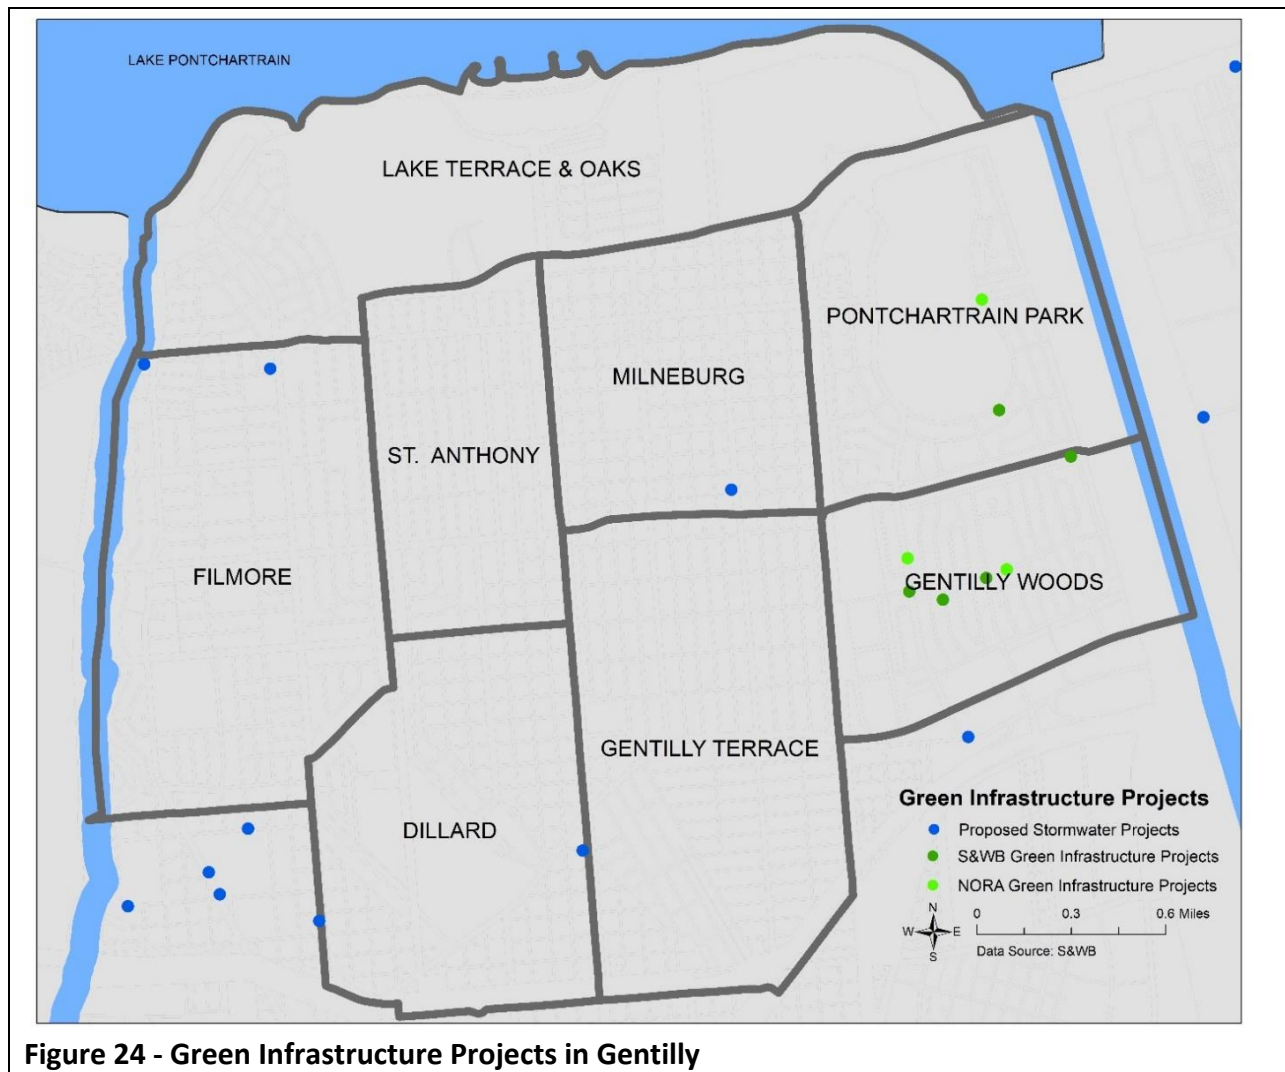 LAKE PONTCHARTRAIN
LAKE TERRACE & OAKS
PONTCHARTRAIN PARK
MILNEBURG
ST. ANTHONY
FILMORE
GENTILLY WOODS
GENTILLY TERRACE
DILLARD
Green Infrastructure Projects
Proposed Stormwater Projects
S&WB Green Infrastructure Projects
NORA Green Infrastructure Projects
N
W E
S
0 0.3 0.6 Miles
Data Source: S&WB
Figure 24 - Green Infrastructure Projects in Gentilly